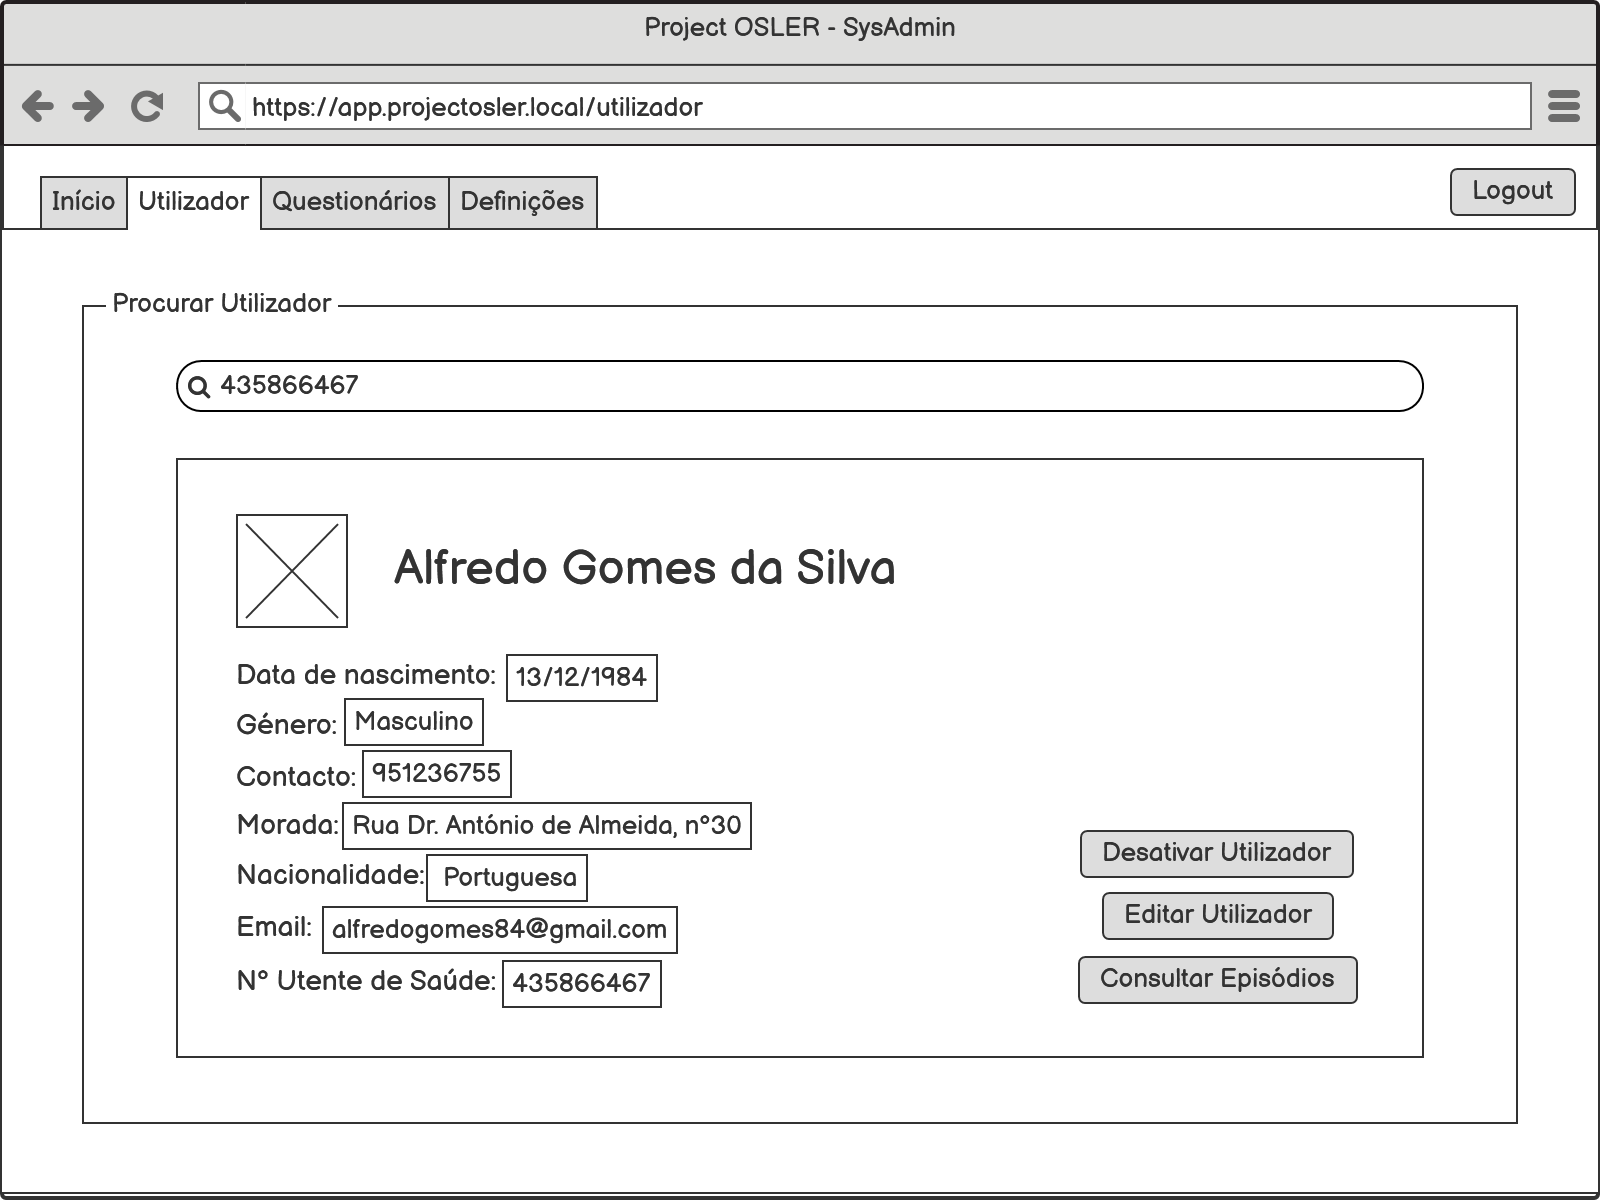 Project OSLER - SysAdmin
https://app.projectosler.local/utilizador
Início Utilizador Questionários Definições Logout
Procurar Utilizador
435866467
Alfredo Gomes da Silva
Data de nascimento: 13/12/1984
Género: Masculino
Contacto: 951236755
Morada: Rua Dr. António de Almeida, nº30
Nacionalidade: Portuguesa
Email: alfredogomes84@gmail.com
Nº Utente de Saúde: 435866467
Desativar Utilizador
Editar Utilizador
Consultar Episódios